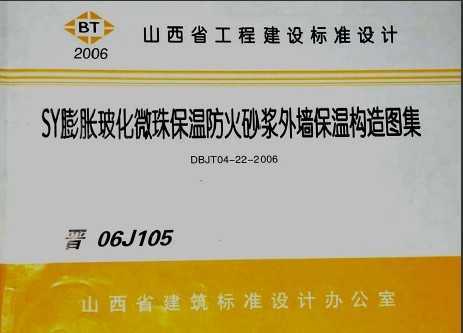 BT
2006
山西省工程建设标准设计
SY膨胀玻化微珠保温防火砂浆外墙保温构造图集
DBJT04-22-2006
晋 06J105
山西省建筑标准设计办公室